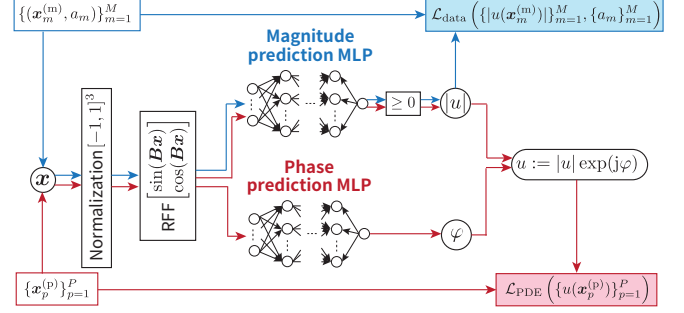 {(x_m^(m), a_m)}_{m=1}^M
L_data ({|u(x_m^(m))|}_{m=1}^M, {a_m}_{m=1}^M)
Magnitude
prediction MLP
Normalization[−1, 1]^3
RFF [sin(Bx) cos(Bx)]
...
≥ 0
|u|
x
Phase
prediction MLP
u := |u| exp(jφ)
...
φ
{x_p^(p)}_{p=1}^P
L_PDE ({u(x_p^(p))}_{p=1}^P)